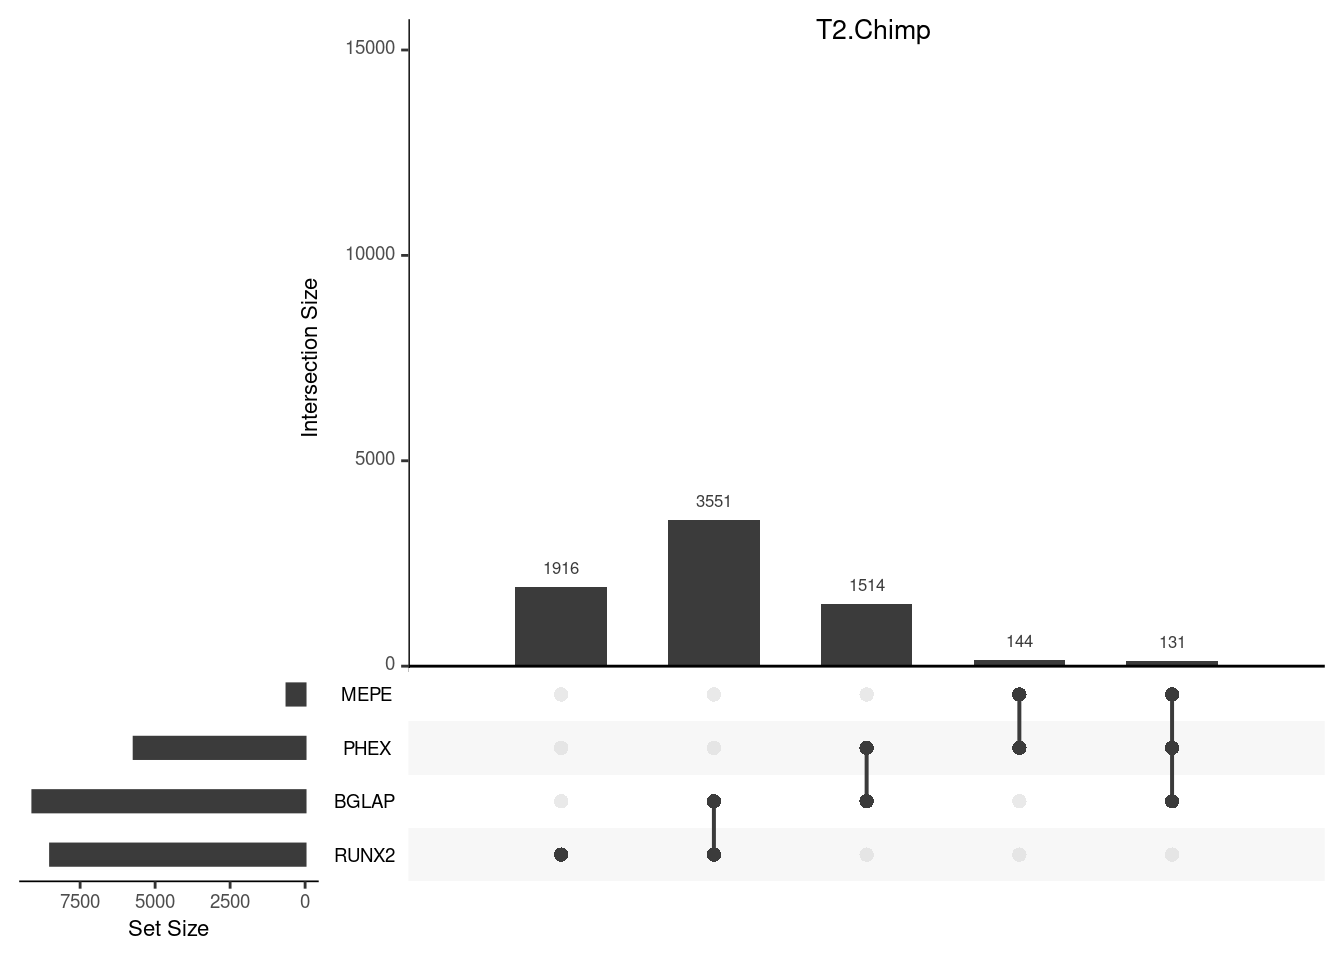 T2.Chimp
15000
10000
5000
0
Intersection Size
1916
3551
1514
144
131
MEPE
PHEX
BGLAP
RUNX2
7500 5000 2500 0
Set Size